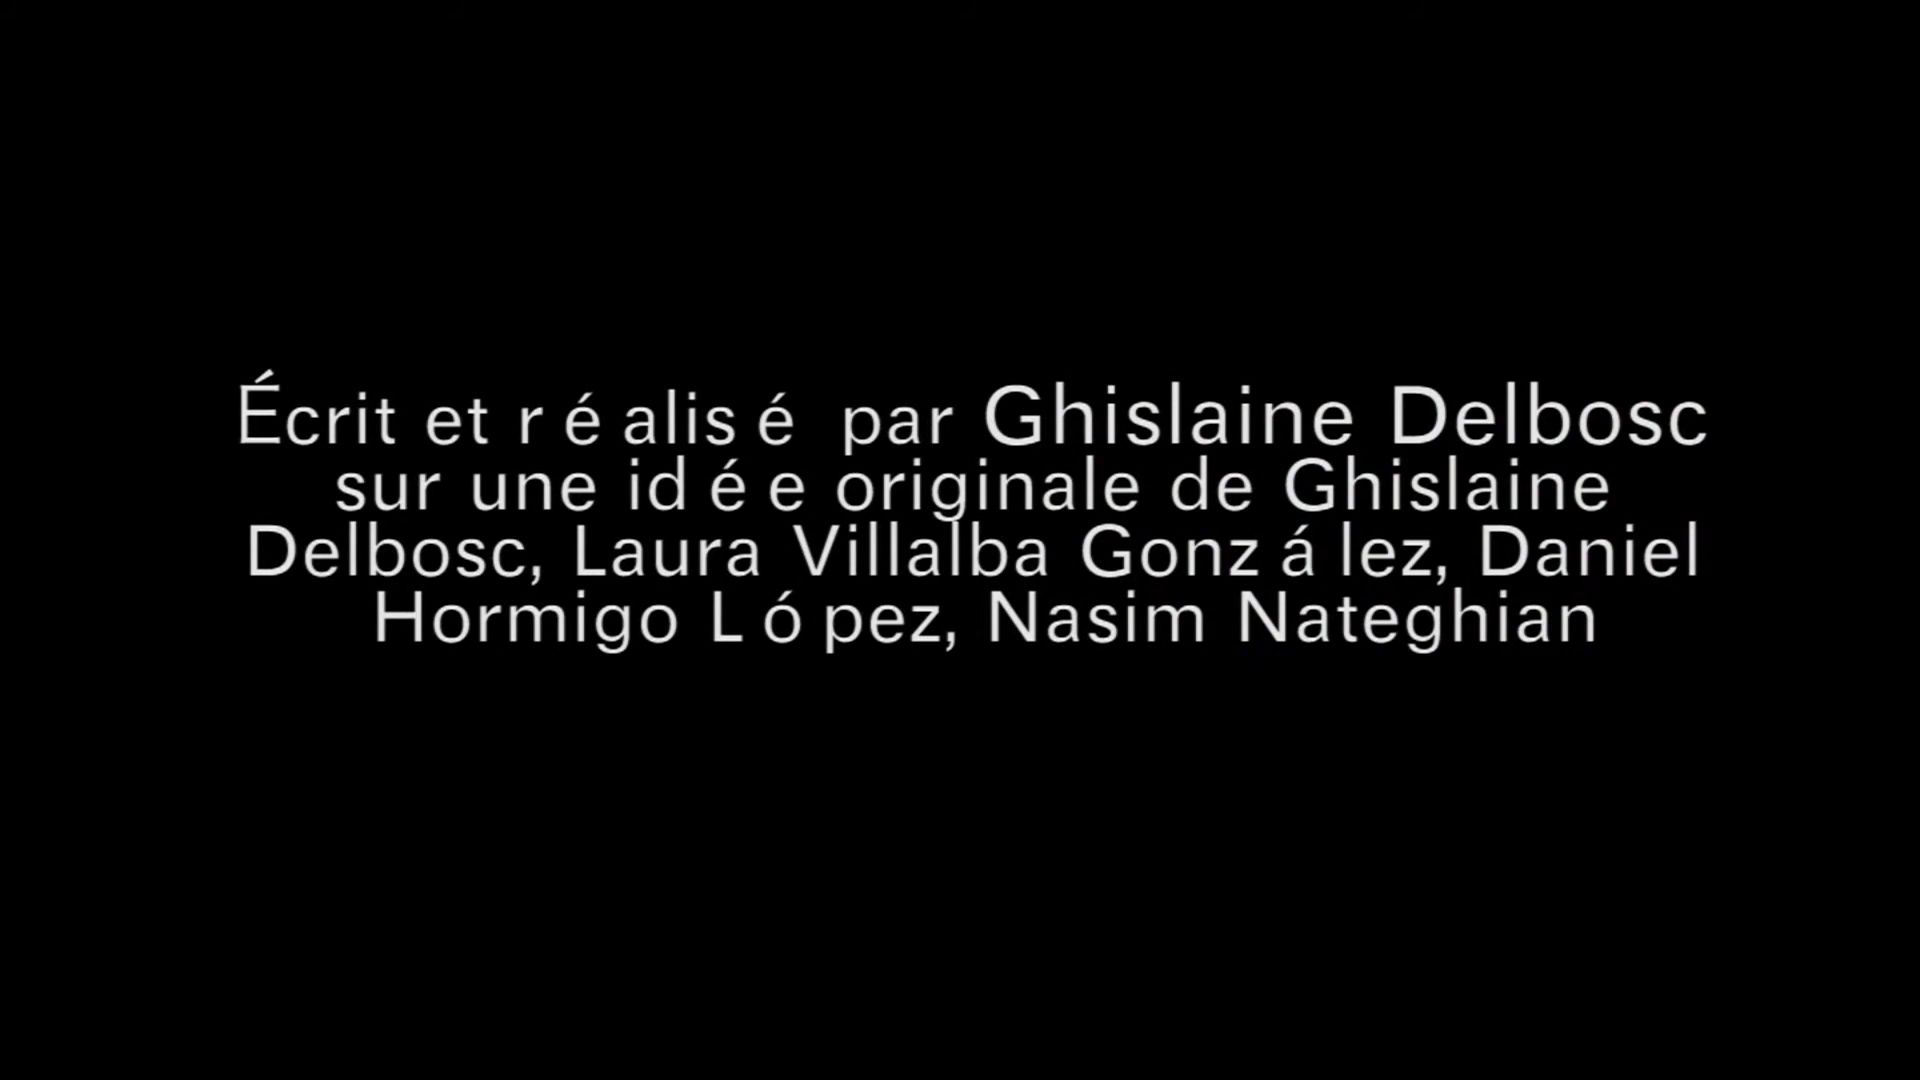 Écrit et réalisé par Ghislaine Delbosc
sur une idée originale de Ghislaine
Delbosc, Laura Villalba González, Daniel
Hormigo López, Nasim Nateghian